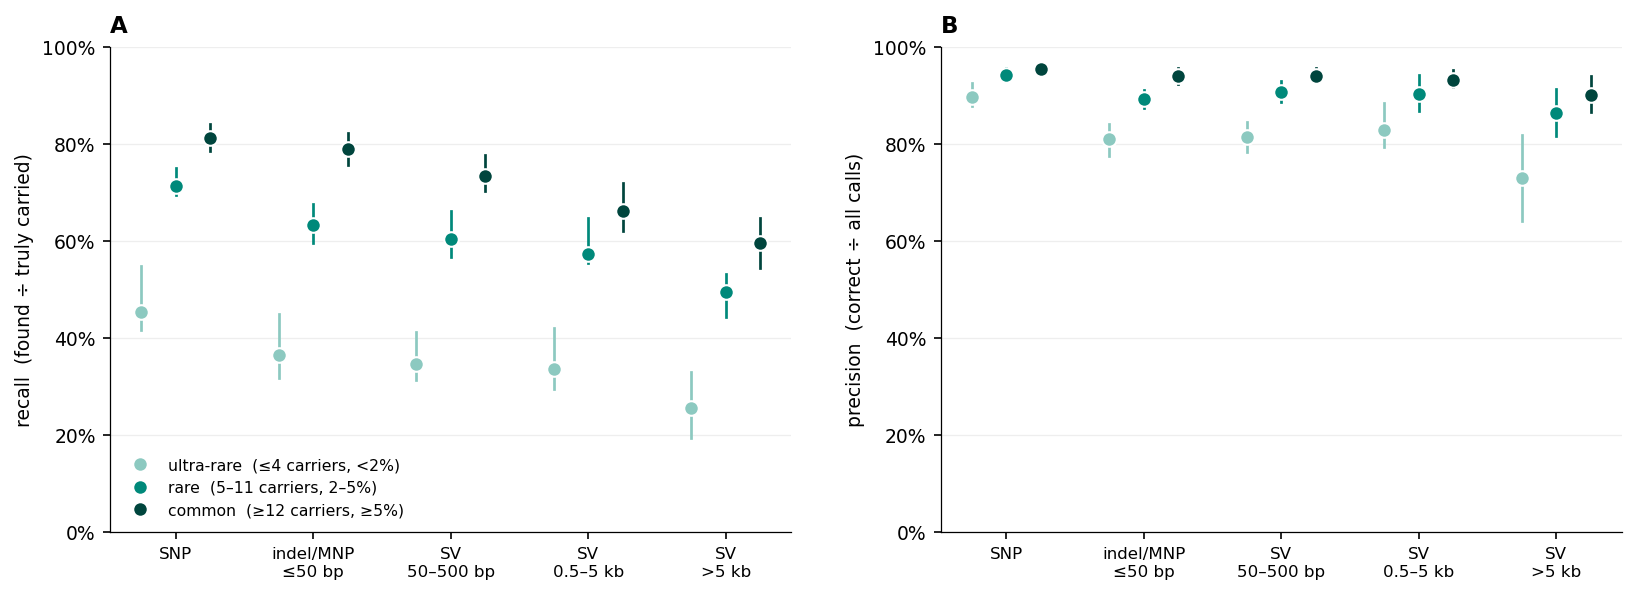 A
100%
80%
60%
40%
20%
0%
recall  (found ÷ truly carried)
ultra-rare  (≤4 carriers, <2%)
rare  (5–11 carriers, 2–5%)
common  (≥12 carriers, ≥5%)
SNP
indel/MNP
≤50 bp
SV
50–500 bp
SV
0.5–5 kb
SV
>5 kb
B
100%
80%
60%
40%
20%
0%
precision  (correct ÷ all calls)
SNP
indel/MNP
≤50 bp
SV
50–500 bp
SV
0.5–5 kb
SV
>5 kb